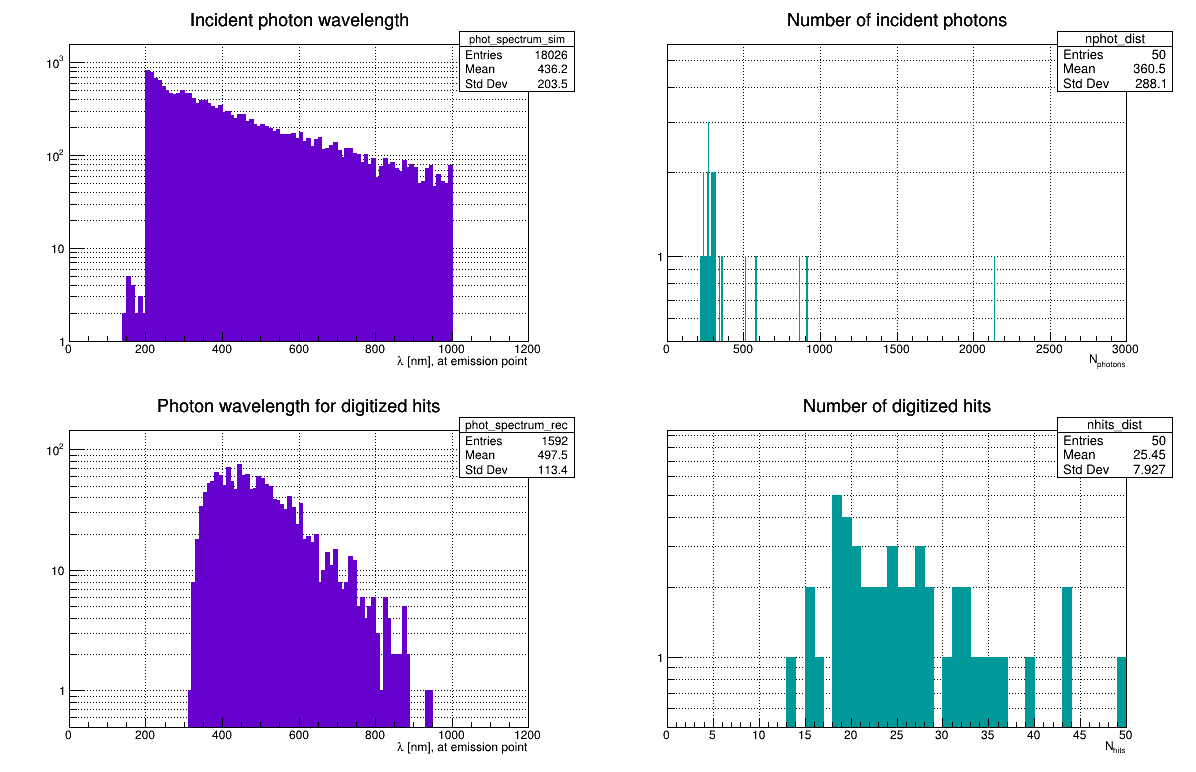 Incident photon wavelength
phot_spectrum_sim
Entries 18026
Mean 436.2
Std Dev 203.5
10³
10²
10
1
0 200 400 600 800 1000 1200
λ [nm], at emission point
Number of incident photons
nphot_dist
Entries 50
Mean 360.5
Std Dev 288.1
1
0 500 1000 1500 2000 2500 3000
Nphotons
Photon wavelength for digitized hits
phot_spectrum_rec
Entries 1592
Mean 497.5
Std Dev 113.4
10²
10
1
0 200 400 600 800 1000 1200
λ [nm], at emission point
Number of digitized hits
nhits_dist
Entries 50
Mean 25.45
Std Dev 7.927
1
0 5 10 15 20 25 30 35 40 45 50
Nhits